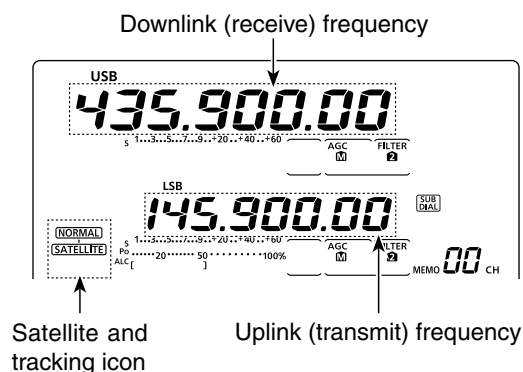 Downlink (receive) frequency
USB
435.900.00
S 1...3....5....7...9...+20...+40...+60
AGC FILTER
M 2
LSB
145.900.00
SUB DIAL
NORMAL
SATELLITE
S 1...3....5....7...9...+20...+40...+60
Po ......20........50..........100%
ALC [ ]
AGC FILTER
M 2
MEMO 00 CH
Satellite and
tracking icon
Uplink (transmit) frequency